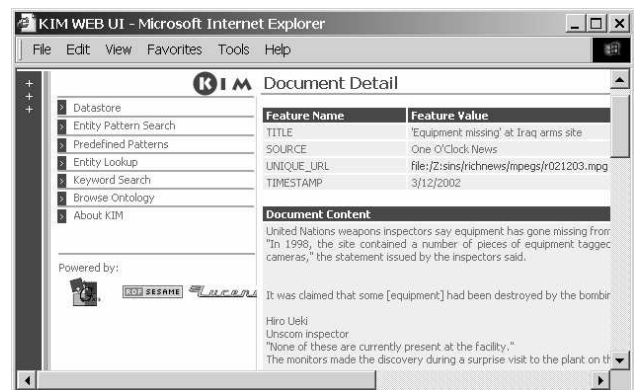 KIM WEB UI - Microsoft Internet Explorer
File Edit View Favorites Tools Help
KIM
Datastore
Entity Pattern Search
Predefined Patterns
Entity Lookup
Keyword Search
Browse Ontology
About KIM
Powered by:
RDF SESAME Lucene
Document Detail
Feature Name Feature Value
TITLE 'Equipment missing' at Iraq arms site
SOURCE One O'Clock News
UNIQUE_URL file:/Z:sins/richnews/mpegs/r021203.mpg
TIMESTAMP 3/12/2002
Document Content
United Nations weapons inspectors say equipment has gone missing from
"In 1998, the site contained a number of pieces of equipment tagged
cameras," the statement issued by the inspectors said.
It was claimed that some [equipment] had been destroyed by the bombin
Hiro Ueki
Unscom inspector
"None of these are currently present at the facility."
The monitors made the discovery during a surprise visit to the plant on th